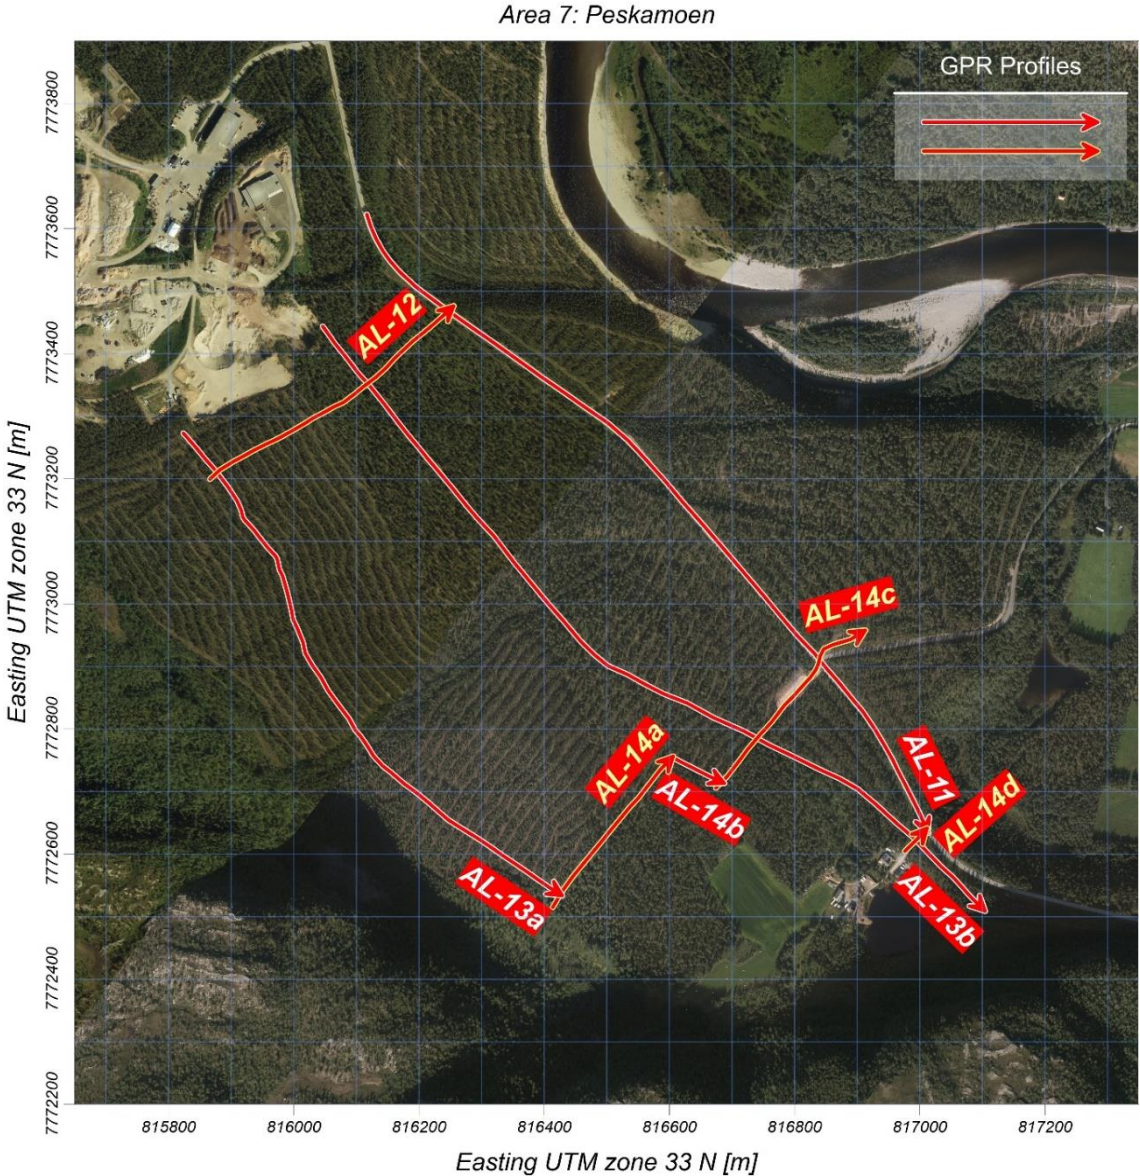 Area 7: Peskamoen
GPR Profiles
7773800
7773600
7773400
7773200
7773000
7772800
7772600
7772400
7772200
Easting UTM zone 33 N [m]
AL-12
AL-14c
AL-11
AL-14a
AL-14d
AL-14b
AL-13a
AL-13b
815800
816000
816200
816400
816600
816800
817000
817200
Easting UTM zone 33 N [m]